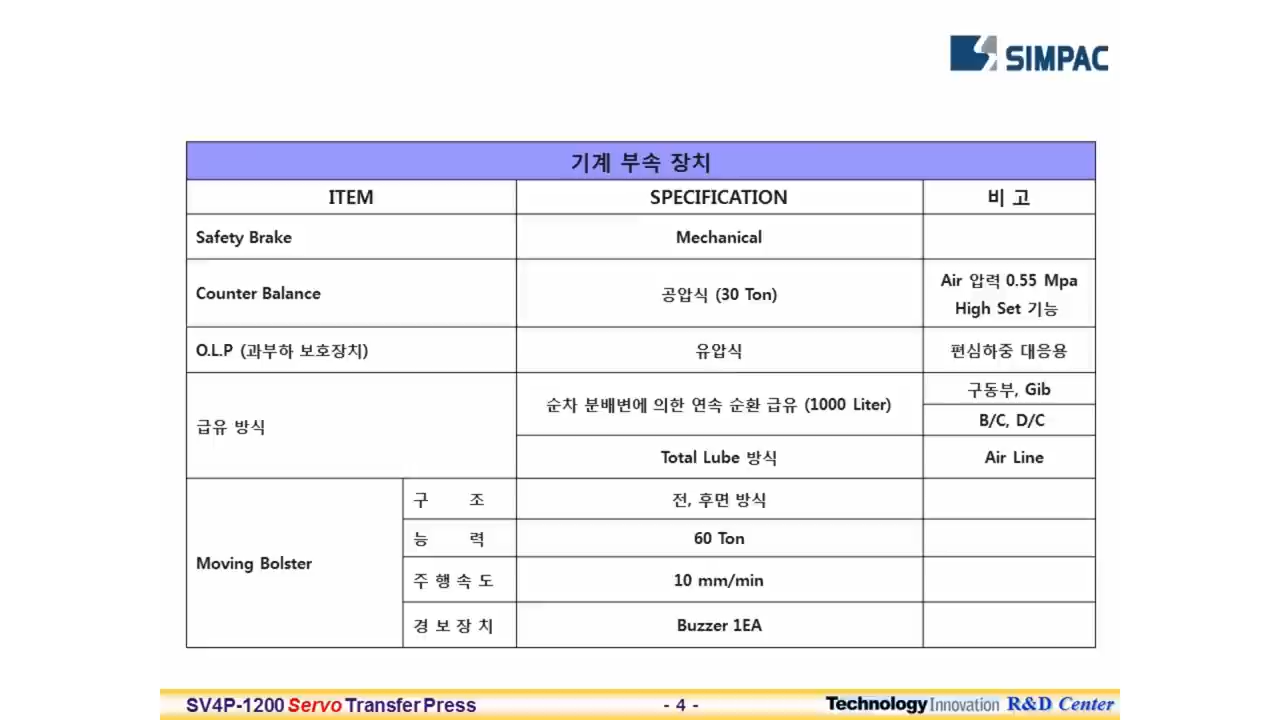 SIMPAC
기계 부속 장치
ITEM SPECIFICATION 비 고
Safety Brake Mechanical
Counter Balance 공압식 (30 Ton) Air 압력 0.55 Mpa
High Set 기능
O.L.P (과부하 보호장치) 유압식 편심하중 대응용
급유 방식 순차 분배변에 의한 연속 순환 급유 (1000 Liter) 구동부, Gib
B/C, D/C
Total Lube 방식 Air Line
Moving Bolster 구 조 전, 후면 방식
능 력 60 Ton
주 행 속 도 10 mm/min
경 보 장 치 Buzzer 1EA
SV4P-1200 Servo Transfer Press - 4 - Technology Innovation R&D Center